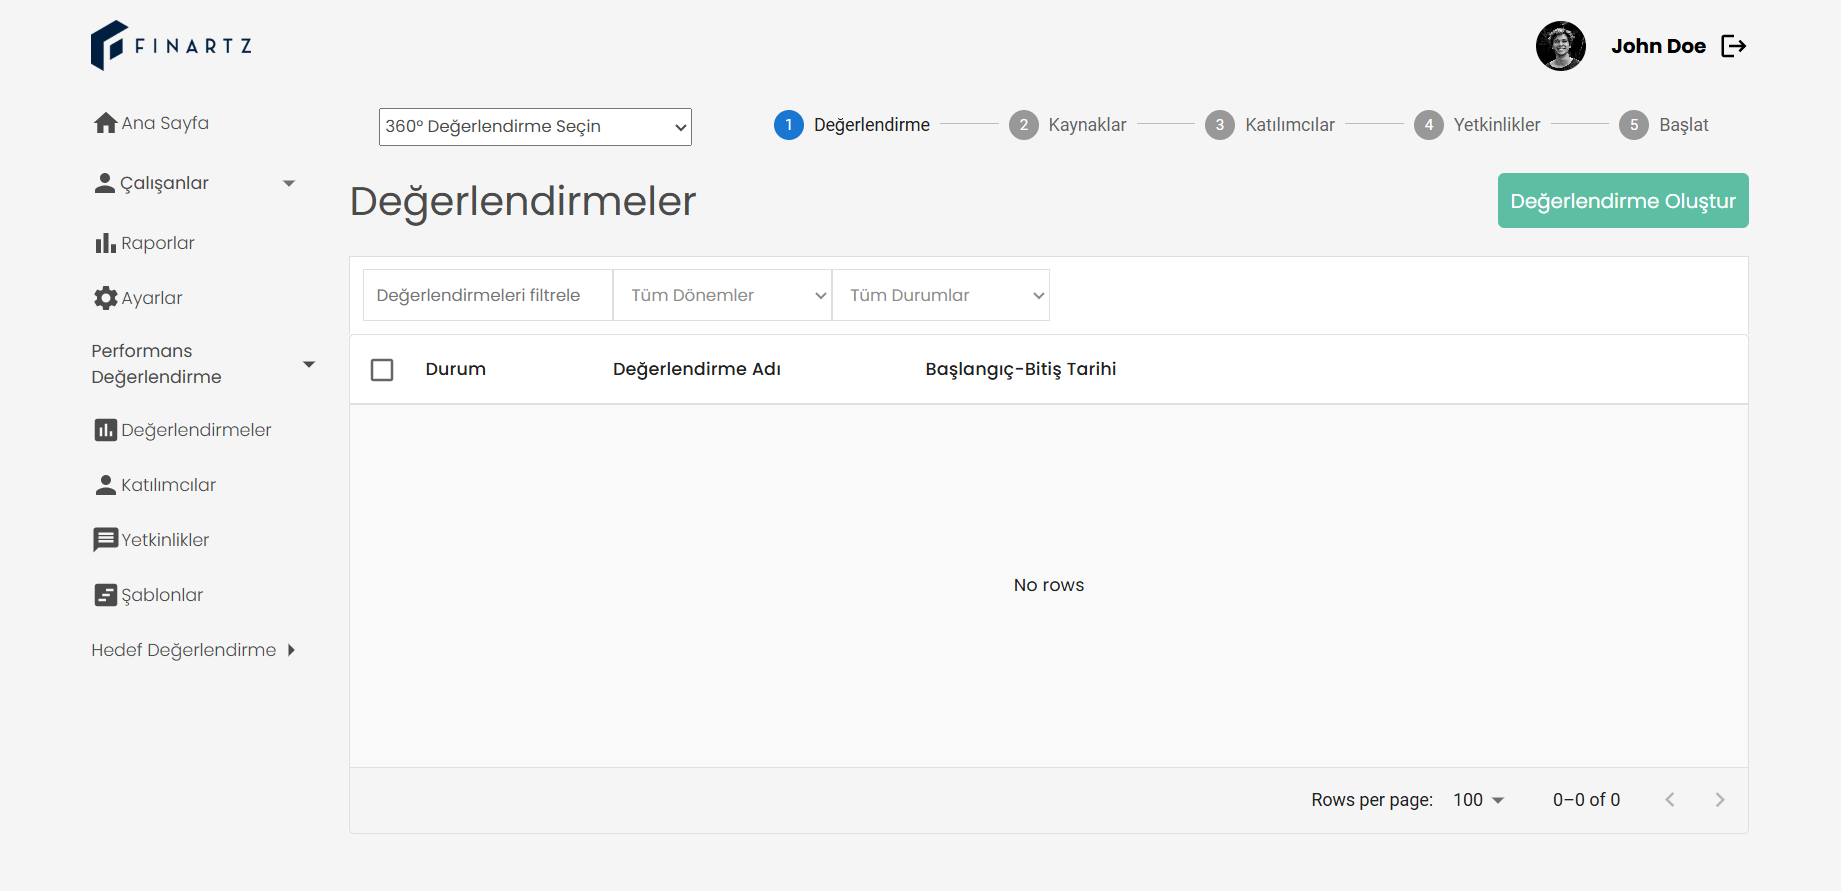 FINARTZ
John Doe
Ana Sayfa
Çalışanlar
Raporlar
Ayarlar
Performans
Değerlendirme
Değerlendirmeler
Katılımcılar
Yetkinlikler
Şablonlar
Hedef Değerlendirme
360° Değerlendirme Seçin
1 Değerlendirme
2 Kaynaklar
3 Katılımcılar
4 Yetkinlikler
5 Başlat
Değerlendirmeler
Değerlendirme Oluştur
Değerlendirmeleri filtrele
Tüm Dönemler
Tüm Durumlar
Durum
Değerlendirme Adı
Başlangıç-Bitiş Tarihi
No rows
Rows per page: 100
0–0 of 0